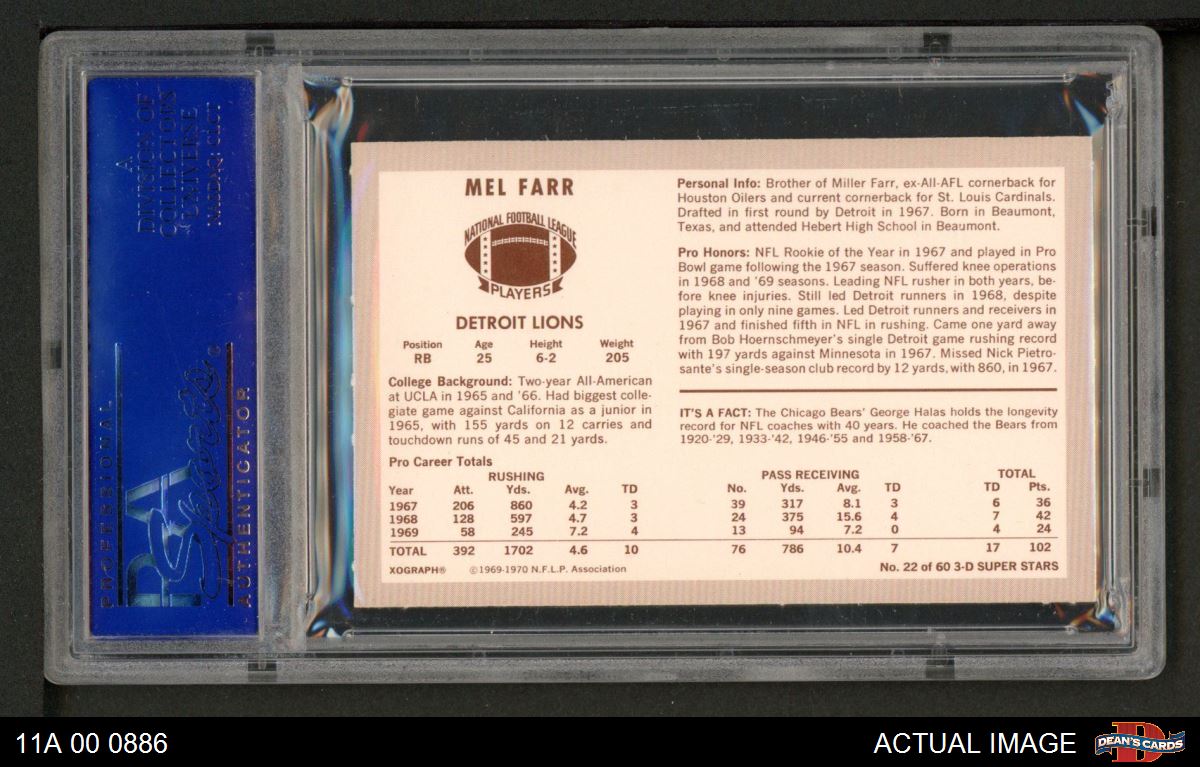 A
DIVISION OF
COLLECTORS
UNIVERSE
NASDAQ: CLCT
PROFESSIONAL
PSA
Sports
AUTHENTICATOR
MEL FARR
NATIONAL FOOTBALL LEAGUE
PLAYERS
DETROIT LIONS
Position Age Height Weight
RB 25 6-2 205
College Background: Two-year All-American
at UCLA in 1965 and '66. Had biggest colle-
giate game against California as a junior in
1965, with 155 yards on 12 carries and
touchdown runs of 45 and 21 yards.
Personal Info: Brother of Miller Farr, ex-All-AFL cornerback for
Houston Oilers and current cornerback for St. Louis Cardinals.
Drafted in first round by Detroit in 1967. Born in Beaumont,
Texas, and attended Hebert High School in Beaumont.
Pro Honors: NFL Rookie of the Year in 1967 and played in Pro
Bowl game following the 1967 season. Suffered knee operations
in 1968 and '69 seasons. Leading NFL rusher in both years, be-
fore knee injuries. Still led Detroit runners in 1968, despite
playing in only nine games. Led Detroit runners and receivers in
1967 and finished fifth in NFL in rushing. Came one yard away
from Bob Hoernschmeyer's single Detroit game rushing record
with 197 yards against Minnesota in 1967. Missed Nick Pietro-
sante's single-season club record by 12 yards, with 860, in 1967.
IT'S A FACT: The Chicago Bears' George Halas holds the longevity
record for NFL coaches with 40 years. He coached the Bears from
1920-'29, 1933-'42, 1946-'55 and 1958-'67.
Pro Career Totals
RUSHING PASS RECEIVING TOTAL
Year Att. Yds. Avg. TD No. Yds. Avg. TD TD Pts.
1967 206 860 4.2 3 39 317 8.1 3 6 36
1968 128 597 4.7 3 24 375 15.6 4 7 42
1969 58 245 7.2 4 13 94 7.2 0 4 24
TOTAL 392 1702 4.6 10 76 786 10.4 7 17 102
XOGRAPH® ©1969-1970 N.F.L.P. Association No. 22 of 60 3-D SUPER STARS
11A 00 0886
ACTUAL IMAGE
D
DEAN'S CARDS